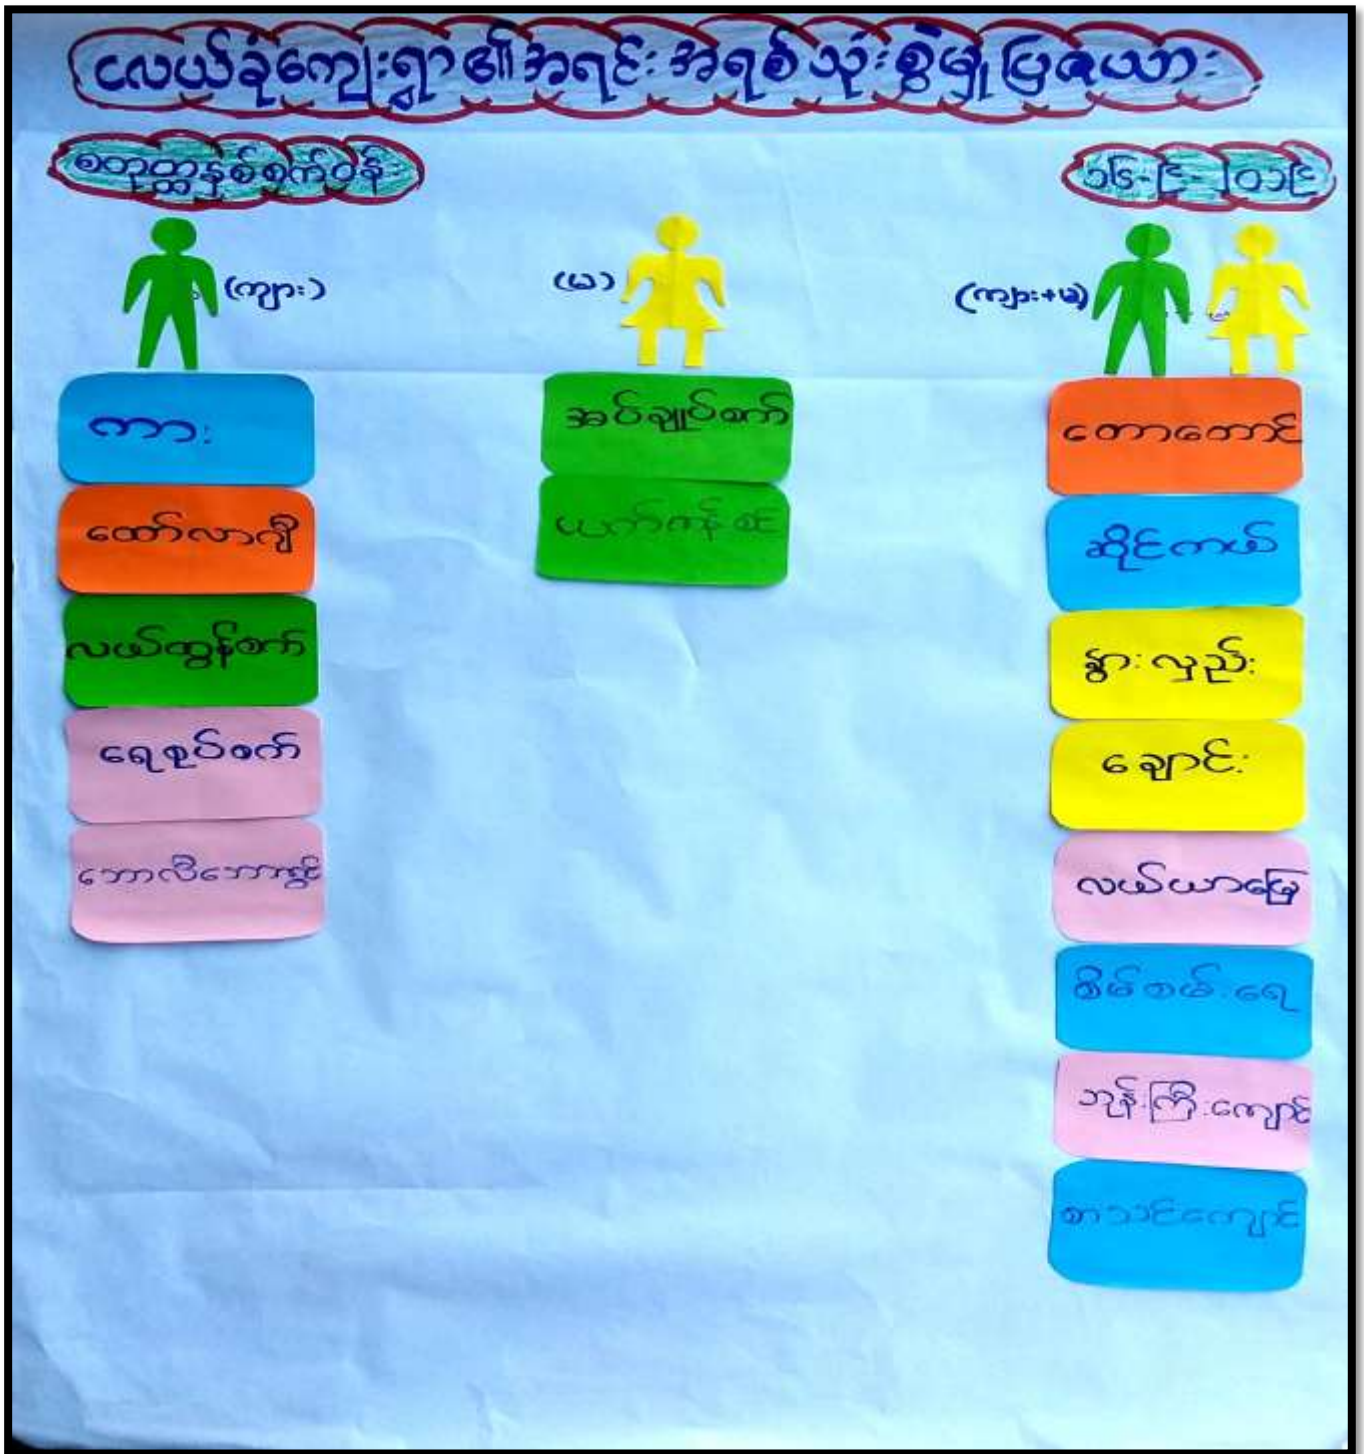 ငလယ်ခုံကျေးရွာ၏အရင်းအရစ်သုံးစွဲမှုပြဇယား
စတုတ္ထနှစ်စက်ဝန်း
၁၆-၉-၂၀၁၉
(ကျား)
(မ)
(ကျား+မ)
ကား
ထော်လာဂျီ
လယ်ထွန်စက်
ရေစုပ်စက်
ဘောလီဘောကွင်း
အပ်ချုပ်စက်
ယက်ကန်းစင်
တောတောင်
ဆိုင်ကယ်
နွားလှည်း
ချောင်း
လယ်ယာမြေ
စိမ့်စမ်းရေ
ဘုန်းကြီးကျောင်း
စာသင်ကျောင်း